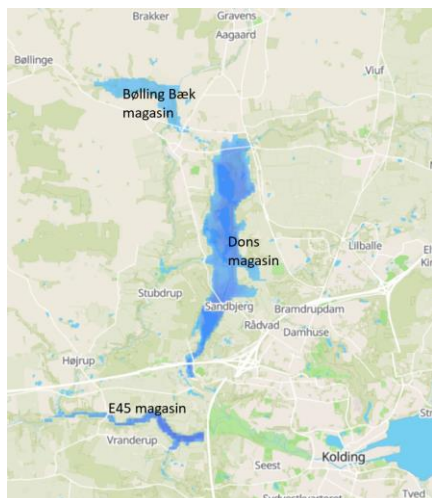 Brakker
Gravens
Aagaard
Bøllinge
Viuf
Bølling Bæk
magasin
Dons
magasin
Lilballe
Stubdrup
Sandbjerg
Bramdrupdam
Rådvad
Damhuse
Højrup
E45 magasin
Vranderup
Kolding
Seest
Tved